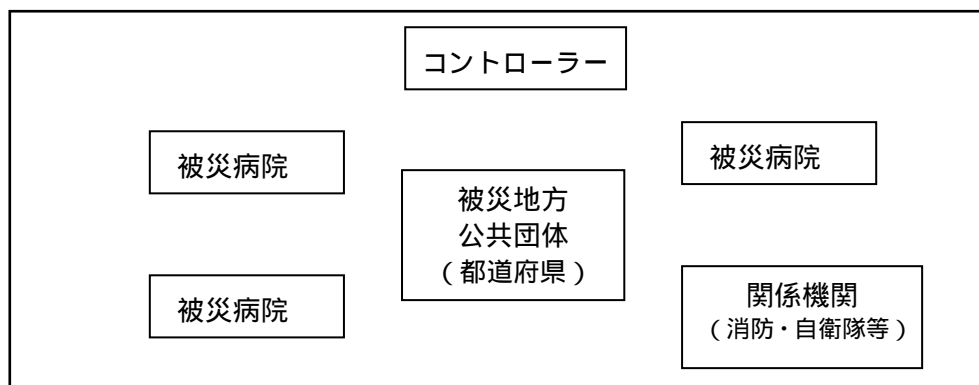 コントローラー
被災病院
被災病院
被災地方
公共団体
（都道府県）
被災病院
関係機関
（消防・自衛隊等）